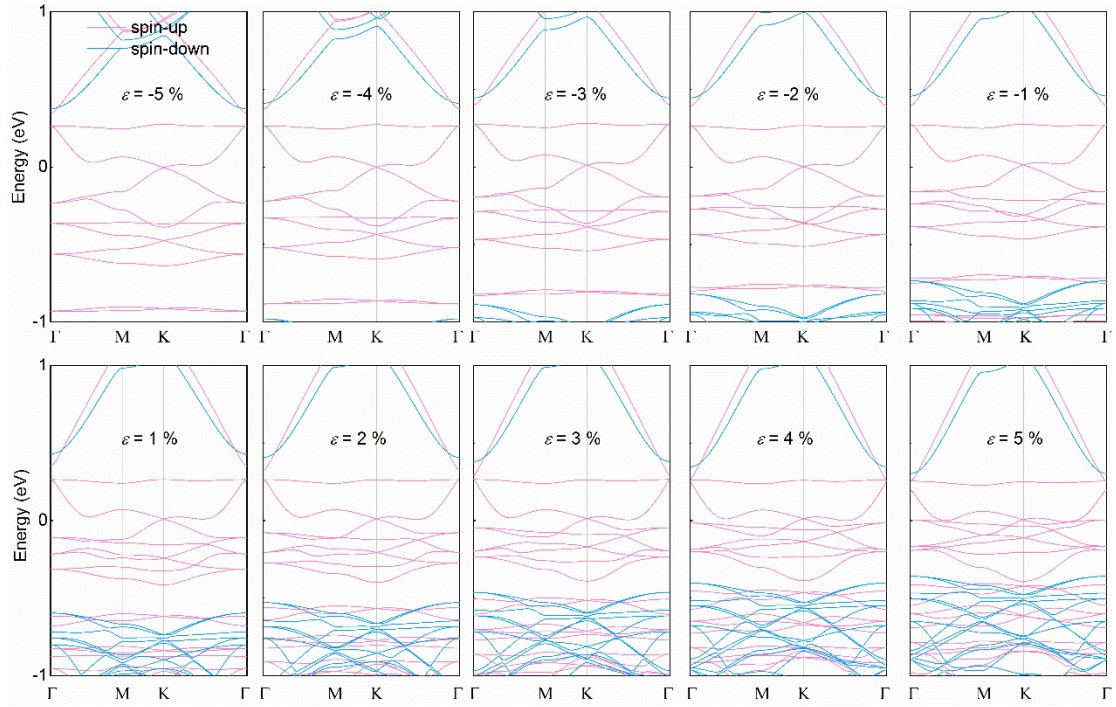 1
spin-up
spin-down
ε = -5 %
ε = -4 %
ε = -3 %
ε = -2 %
ε = -1 %
Energy (eV)
0
-1
Γ M K Γ Γ M K Γ Γ M K Γ Γ M K Γ Γ M K Γ
1
ε = 1 %
ε = 2 %
ε = 3 %
ε = 4 %
ε = 5 %
Energy (eV)
0
-1
Γ M K Γ Γ M K Γ Γ M K Γ Γ M K Γ Γ M K Γ